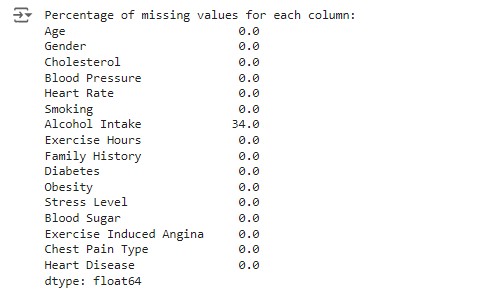 Percentage of missing values for each column:
Age 0.0
Gender 0.0
Cholesterol 0.0
Blood Pressure 0.0
Heart Rate 0.0
Smoking 0.0
Alcohol Intake 34.0
Exercise Hours 0.0
Family History 0.0
Diabetes 0.0
Obesity 0.0
Stress Level 0.0
Blood Sugar 0.0
Exercise Induced Angina 0.0
Chest Pain Type 0.0
Heart Disease 0.0
dtype: float64